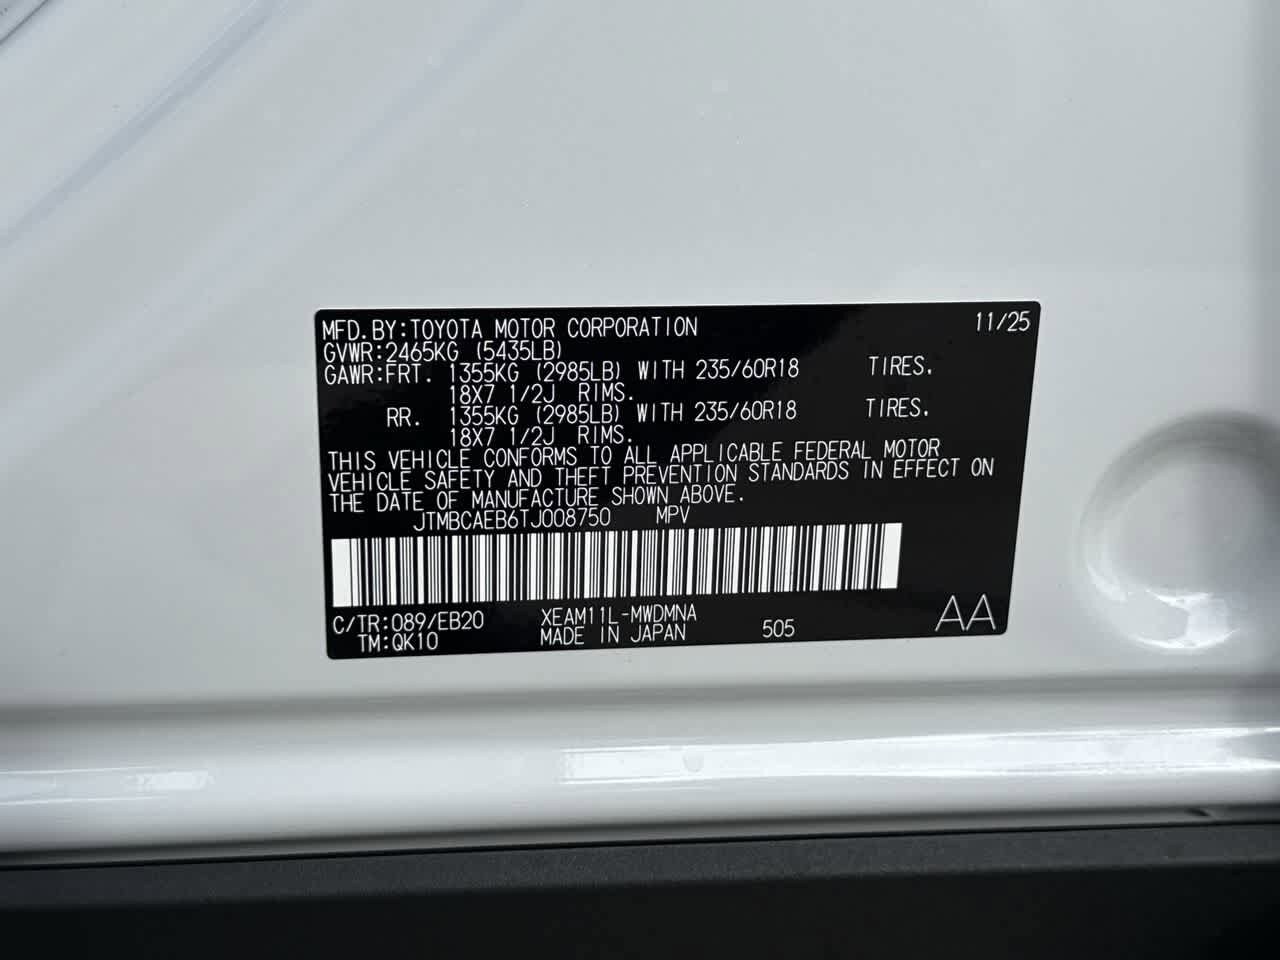 MFD.BY:TOYOTA MOTOR CORPORATION 11/25
GVWR:2465KG (5435LB)
GAWR:FRT. 1355KG (2985LB) WITH 235/60R18 TIRES.
18X7 1/2J RIMS.
RR. 1355KG (2985LB) WITH 235/60R18 TIRES.
18X7 1/2J RIMS.
THIS VEHICLE CONFORMS TO ALL APPLICABLE FEDERAL MOTOR
VEHICLE SAFETY AND THEFT PREVENTION STANDARDS IN EFFECT ON
THE DATE OF MANUFACTURE SHOWN ABOVE.
JTMBCAEB6TJ008750 MPV
C/TR:089/EB20 XEAM11L-MWDMNA AA
TM:QK10 MADE IN JAPAN 505